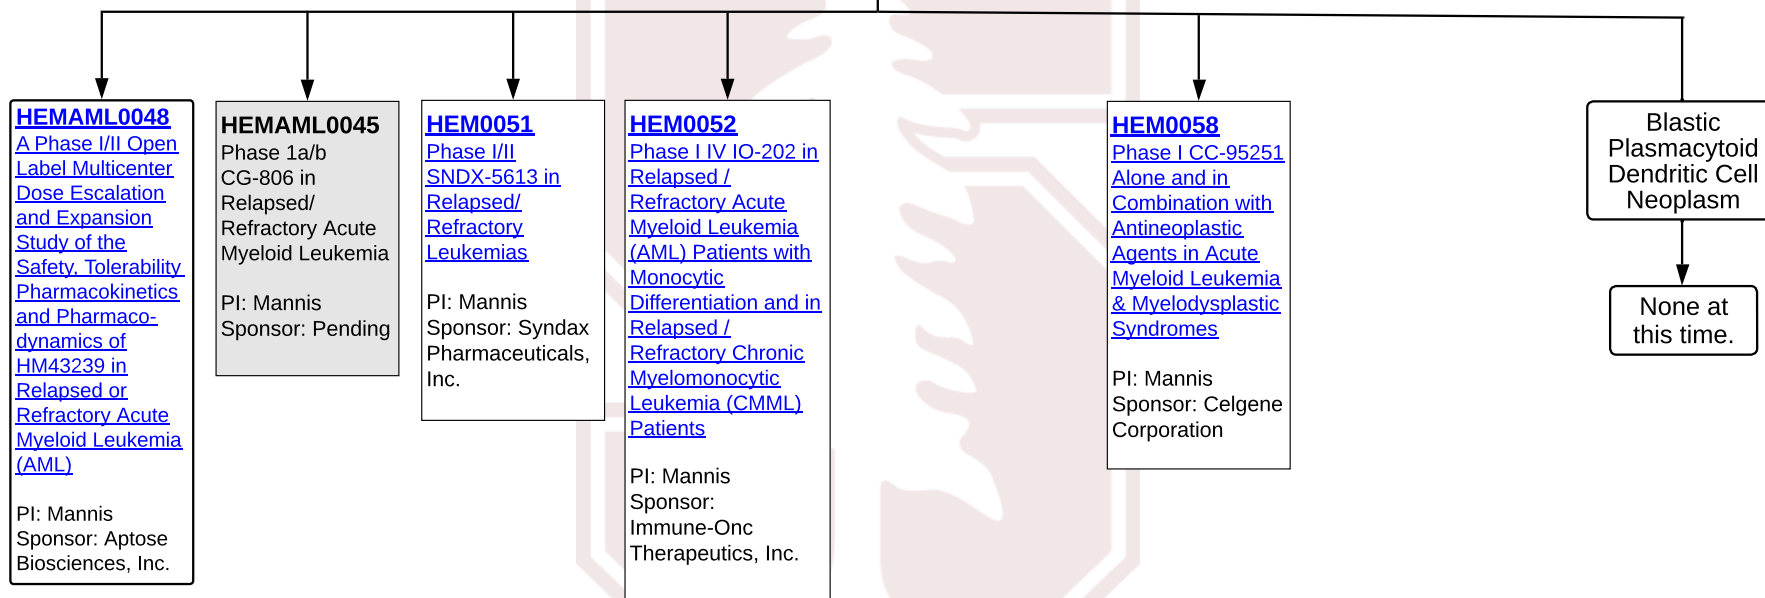 HEMAML0048
A Phase I/II Open
Label Multicenter
Dose Escalation
and Expansion
Study of the
Safety, Tolerability
Pharmacokinetics
and Pharmaco-
dynamics of
HM43239 in
Relapsed or
Refractory Acute
Myeloid Leukemia
(AML)
PI: Mannis
Sponsor: Aptose
Biosciences, Inc.
HEMAML0045
Phase 1a/b
CG-806 in
Relapsed/
Refractory Acute
Myeloid Leukemia
PI: Mannis
Sponsor: Pending
HEM0051
Phase I/II
SNDX-5613 in
Relapsed/
Refractory
Leukemias
PI: Mannis
Sponsor: Syndax
Pharmaceuticals,
Inc.
HEM0052
Phase I IV IO-202 in
Relapsed /
Refractory Acute
Myeloid Leukemia
(AML) Patients with
Monocytic
Differentiation and in
Relapsed /
Refractory Chronic
Myelomonocytic
Leukemia (CMML)
Patients
PI: Mannis
Sponsor:
Immune-Onc
Therapeutics, Inc.
HEM0058
Phase I CC-95251
Alone and in
Combination with
Antineoplastic
Agents in Acute
Myeloid Leukemia
& Myelodysplastic
Syndromes
PI: Mannis
Sponsor: Celgene
Corporation
Blastic
Plasmacytoid
Dendritic Cell
Neoplasm
None at
this time.